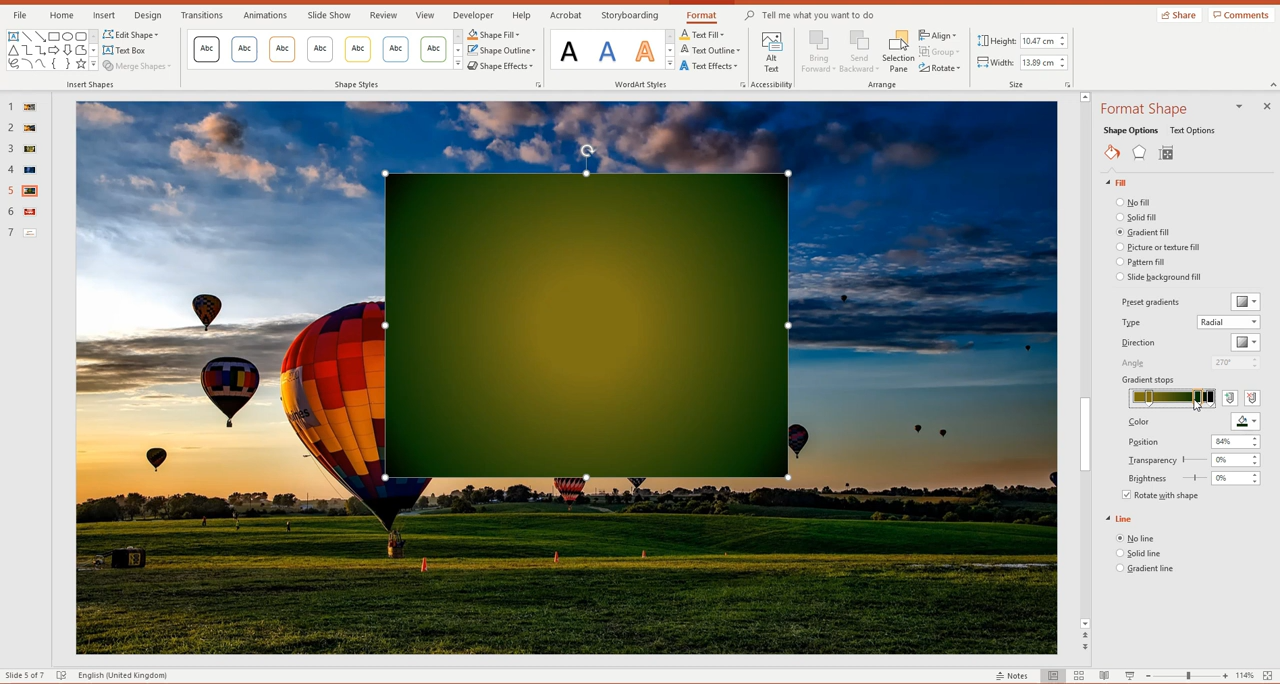 File Home Insert Design Transitions Animations Slide Show Review View Developer Help Acrobat Storyboarding Format Tell me what you want to do Share Comments
Edit Shape
Text Box
Merge Shapes
Insert Shapes
Abc Abc Abc Abc Abc Abc Abc
Shape Fill
Shape Outline
Shape Effects
Shape Styles
A A A
Text Fill
Text Outline
Text Effects
WordArt Styles
Alt
Text
Accessibility
Bring
Forward
Send
Backward
Selection
Pane
Align
Group
Rotate
Arrange
Height: 10.47 cm
Width: 13.89 cm
Size
1
2
3
4
5
6
7
Format Shape
Shape Options Text Options
Fill
No fill
Solid fill
Gradient fill
Picture or texture fill
Pattern fill
Slide background fill
Preset gradients
Type Radial
Direction
Angle 270°
Gradient stops
Color
Position 84%
Transparency 0%
Brightness 0%
Rotate with shape
Line
No line
Solid line
Gradient line
Slide 5 of 7 English (United Kingdom) Notes 114%